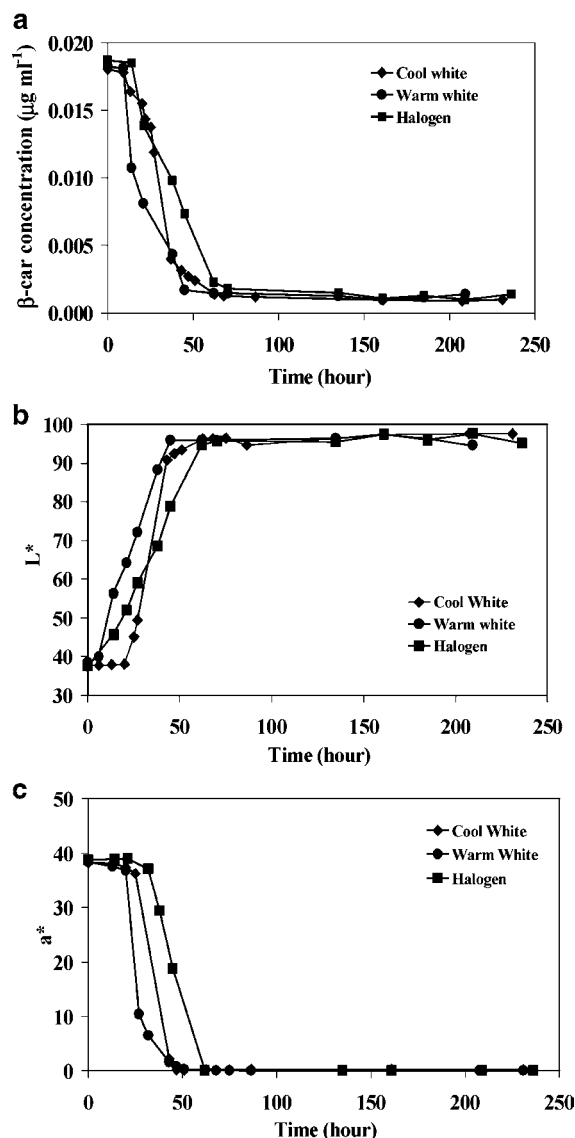 a
0.020
0.015
0.010
0.005
0.000
β-car concentration (µg ml-1)
Cool white
Warm white
Halogen
0 50 100 150 200 250
Time (hour)
b
100
90
80
70
60
50
40
30
L*
Cool White
Warm white
Halogen
0 50 100 150 200 250
Time (hour)
c
50
40
30
20
10
0
a*
Cool White
Warm White
Halogen
0 50 100 150 200 250
Time (hour)